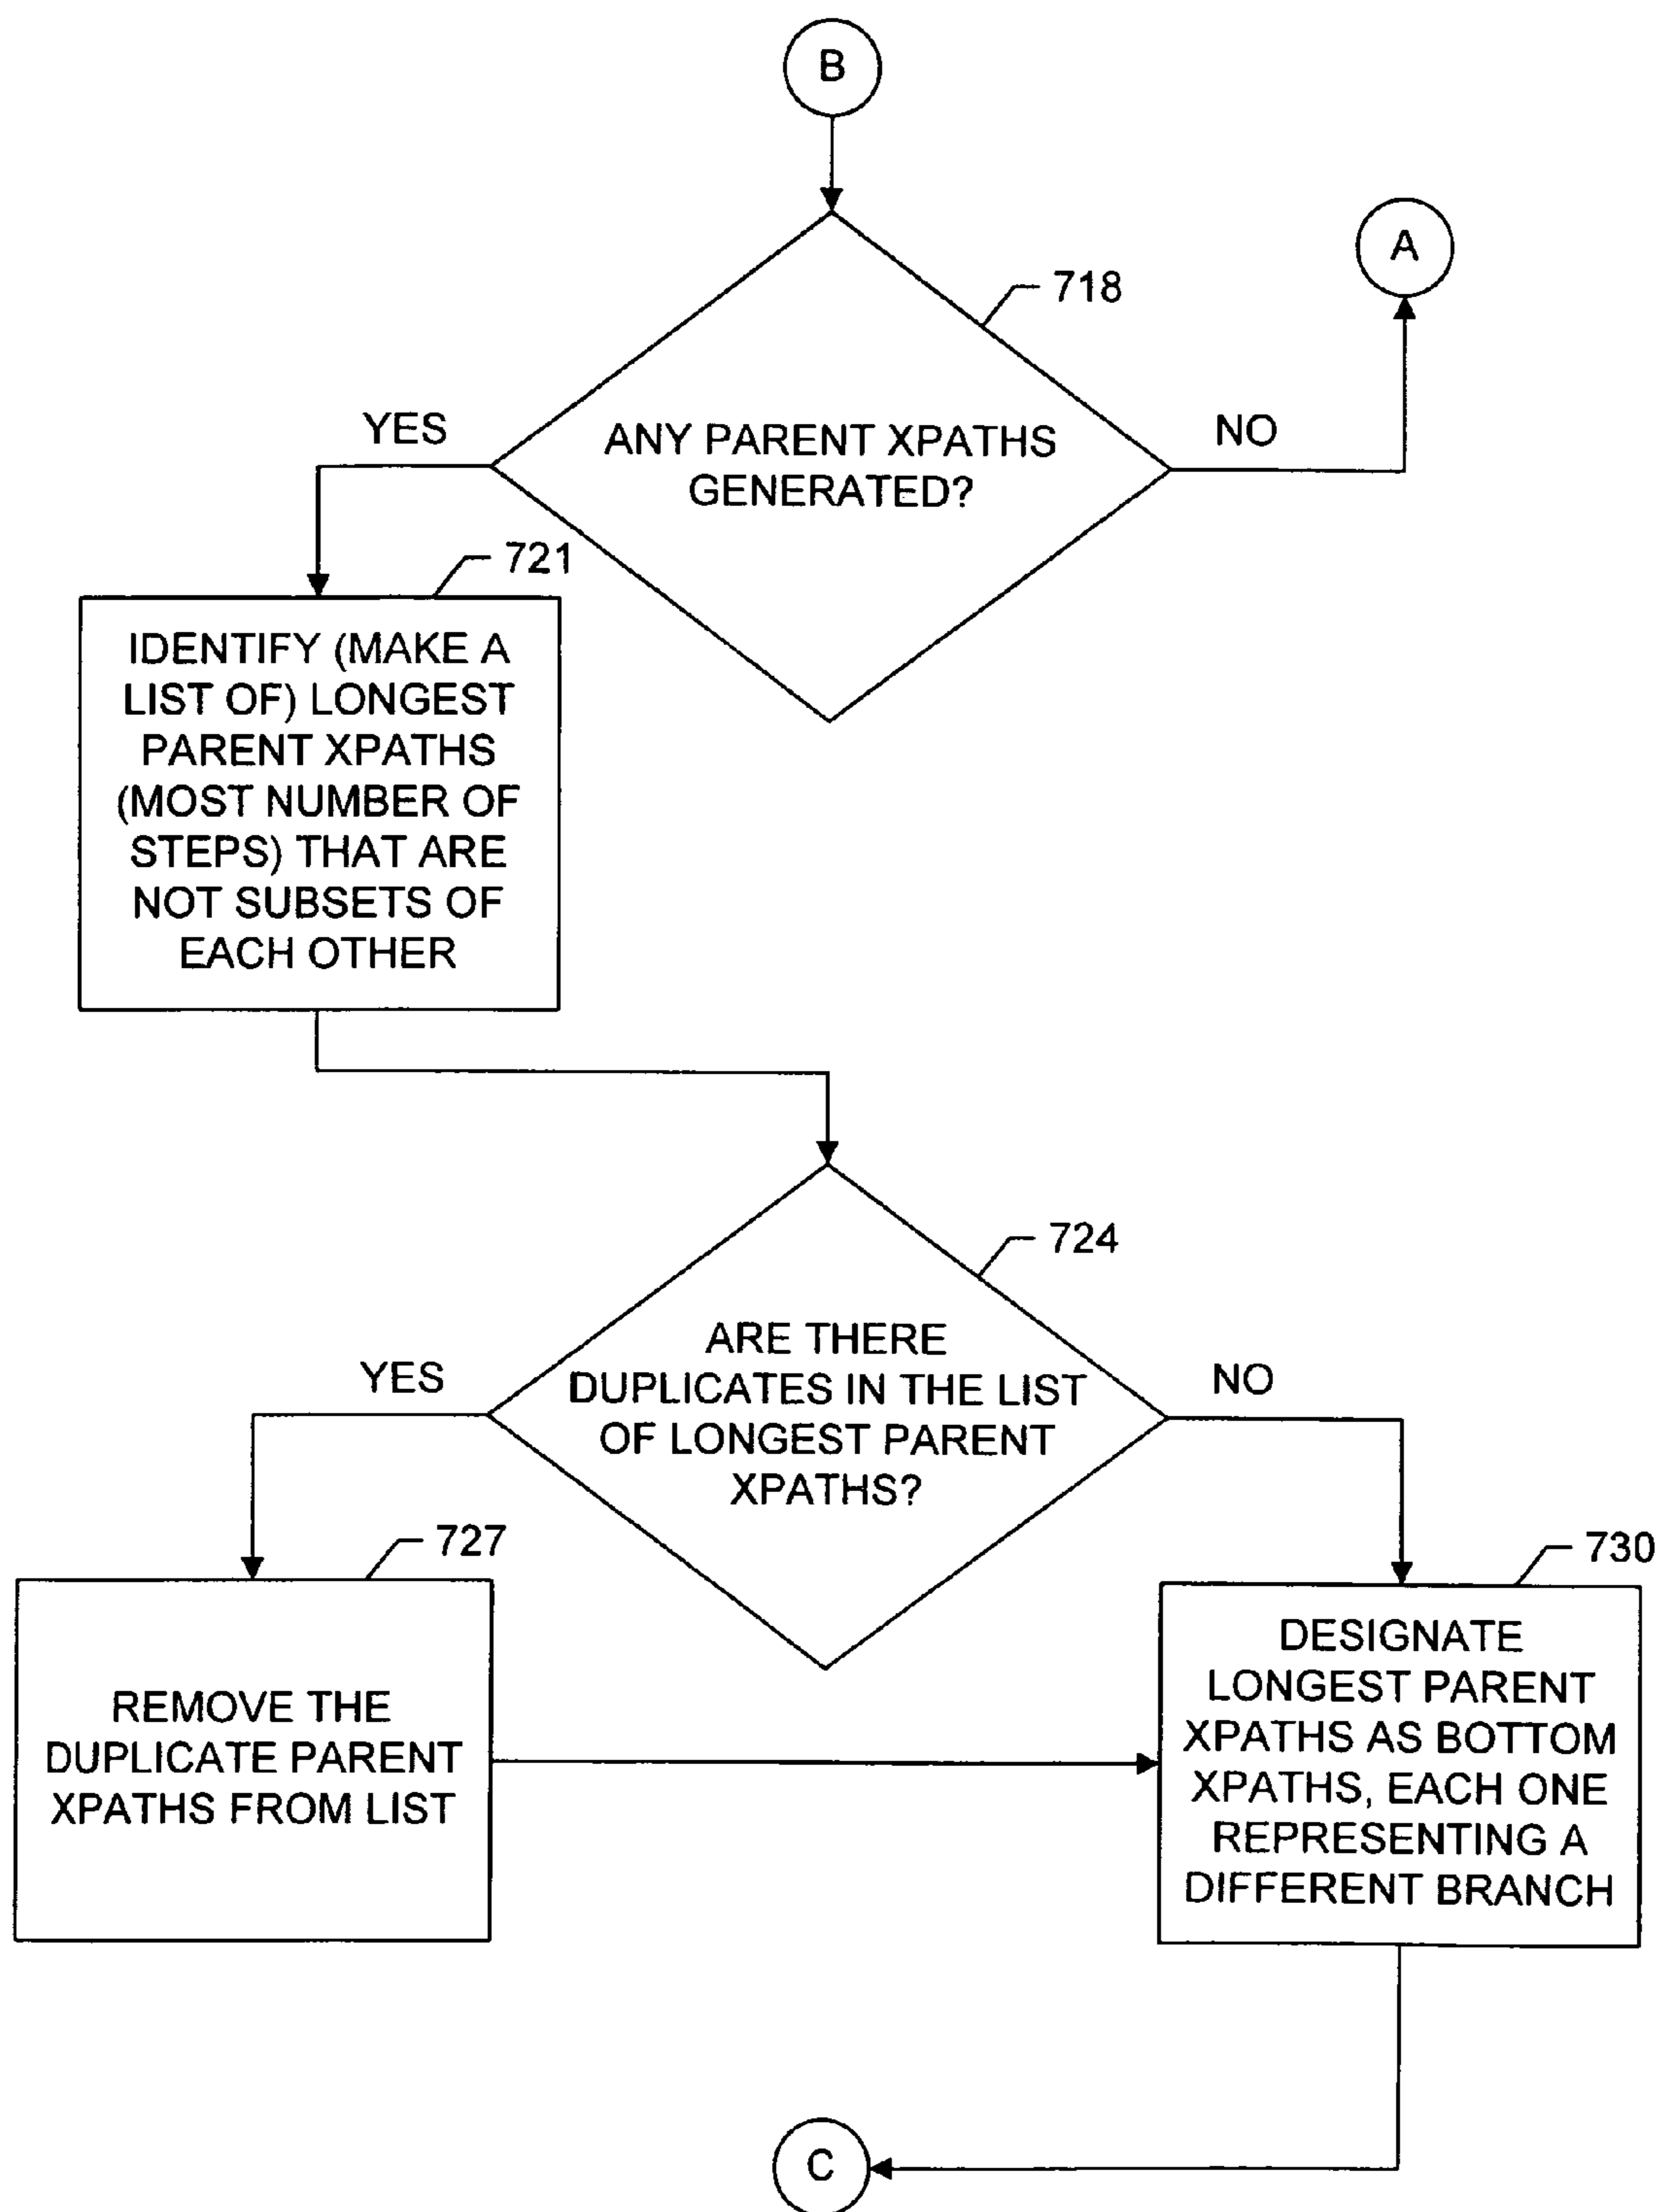 B
A
718
YES
NO
ANY PARENT XPATHS
GENERATED?
721
IDENTIFY (MAKE A
LIST OF) LONGEST
PARENT XPATHS
(MOST NUMBER OF
STEPS) THAT ARE
NOT SUBSETS OF
EACH OTHER
724
ARE THERE
DUPLICATES IN THE LIST
OF LONGEST PARENT
XPATHS?
YES
NO
727
730
REMOVE THE
DUPLICATE PARENT
XPATHS FROM LIST
DESIGNATE
LONGEST PARENT
XPATHS AS BOTTOM
XPATHS, EACH ONE
REPRESENTING A
DIFFERENT BRANCH
C